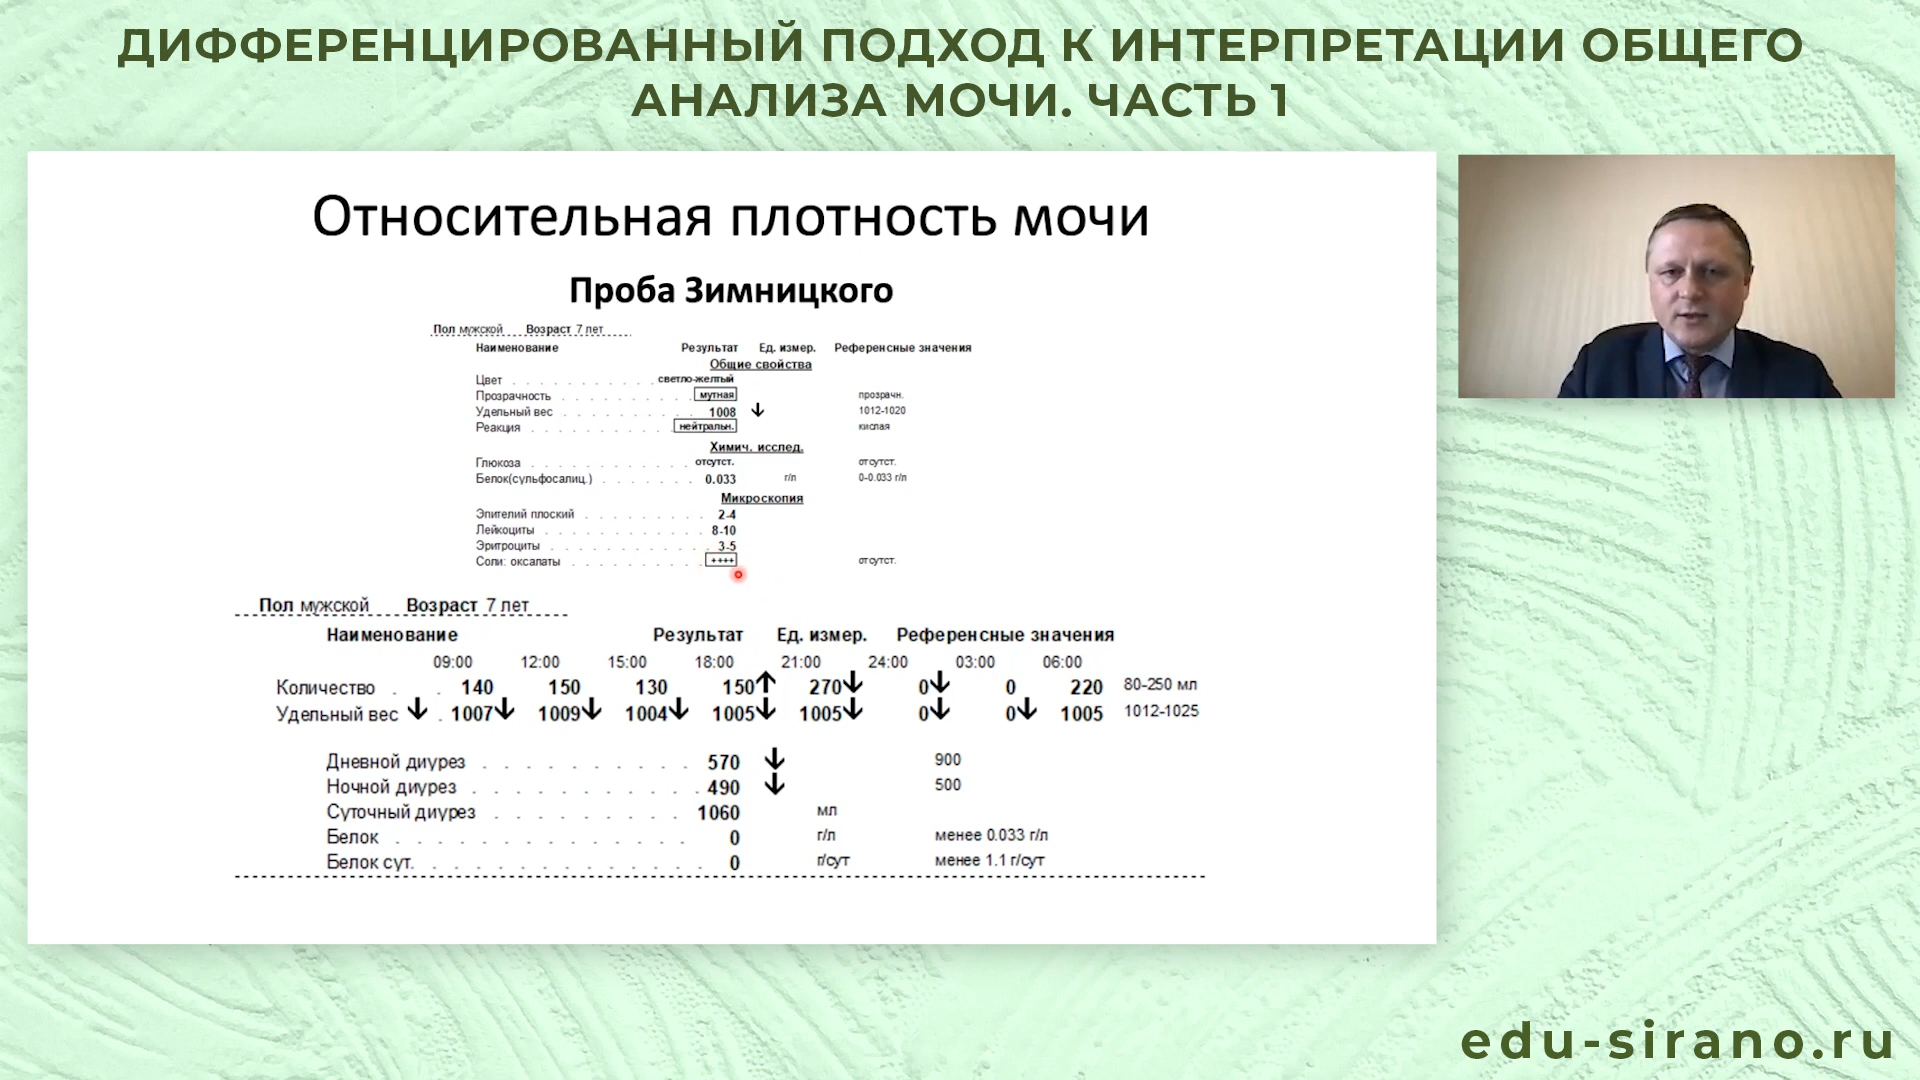 ДИФФЕРЕНЦИРОВАННЫЙ ПОДХОД К ИНТЕРПРЕТАЦИИ ОБЩЕГО
АНАЛИЗА МОЧИ. ЧАСТЬ 1
Относительная плотность мочи
Проба Зимницкого
Пол мужской Возраст 7 лет
Наименование Результат Ед. измер. Референсные значения
Общие свойства
Цвет . . . . . . . . . . . светло-желтый
Прозрачность . . . . . . . . . мутная прозрачн.
Удельный вес . . . . . . . . . 1008 ↓ 1012-1020
Реакция . . . . . . . . . . нейтральн. кислая
Химич. исслед.
Глюкоза . . . . . . . . . . . отсутст. отсутст.
Белок(сульфосалиц.) . . . . . . 0.033 г/л 0-0.033 г/л
Микроскопия
Эпителий плоский . . . . . . . . 2-4
Лейкоциты . . . . . . . . . . 8-10
Эритроциты . . . . . . . . . . 3-5
Соли: оксалаты . . . . . . . . . ++++ отсутст.
Пол мужской Возраст 7 лет
Наименование Результат Ед. измер. Референсные значения
09:00 12:00 15:00 18:00 21:00 24:00 03:00 06:00
Количество . . 140 150 130 150↑ 270↓ 0↓ 0 220 80-250 мл
Удельный вес ↓ . 1007↓ 1009↓ 1004↓ 1005↓ 1005↓ 0↓ 0↓ 1005 1012-1025
Дневной диурез . . . . . . . . . . 570 ↓ 900
Ночной диурез . . . . . . . . . . 490 ↓ 500
Суточный диурез . . . . . . . . . 1060 мл
Белок . . . . . . . . . . . . . 0 г/л менее 0.033 г/л
Белок сут. . . . . . . . . . . . . 0 г/сут менее 1.1 г/сут
edu-sirano.ru